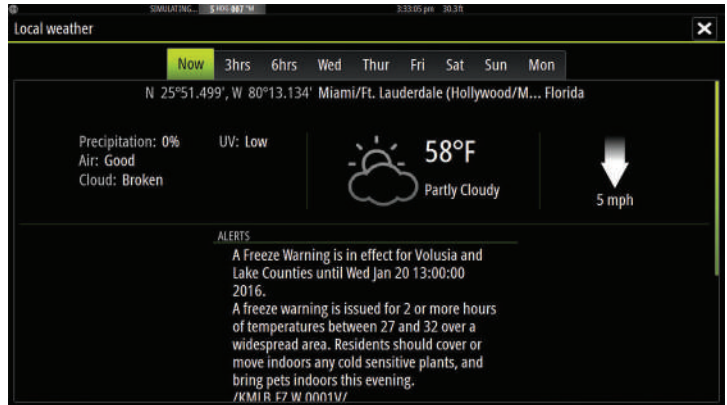 SIMULATING... S HDG 007 °M 3:33:05 pm 30.3ft
Local weather
Now 3hrs 6hrs Wed Thur Fri Sat Sun Mon
N 25°51.499', W 80°13.134' Miami/Ft. Lauderdale (Hollywood/M... Florida
Precipitation: 0% UV: Low
Air: Good
Cloud: Broken
58°F
Partly Cloudy
5 mph
ALERTS
A Freeze Warning is in effect for Volusia and
Lake Counties until Wed Jan 20 13:00:00
2016.
A freeze warning is issued for 2 or more hours
of temperatures between 27 and 32 over a
widespread area. Residents should cover or
move indoors any cold sensitive plants, and
bring pets indoors this evening.
/KMLB FZ W 0001V/